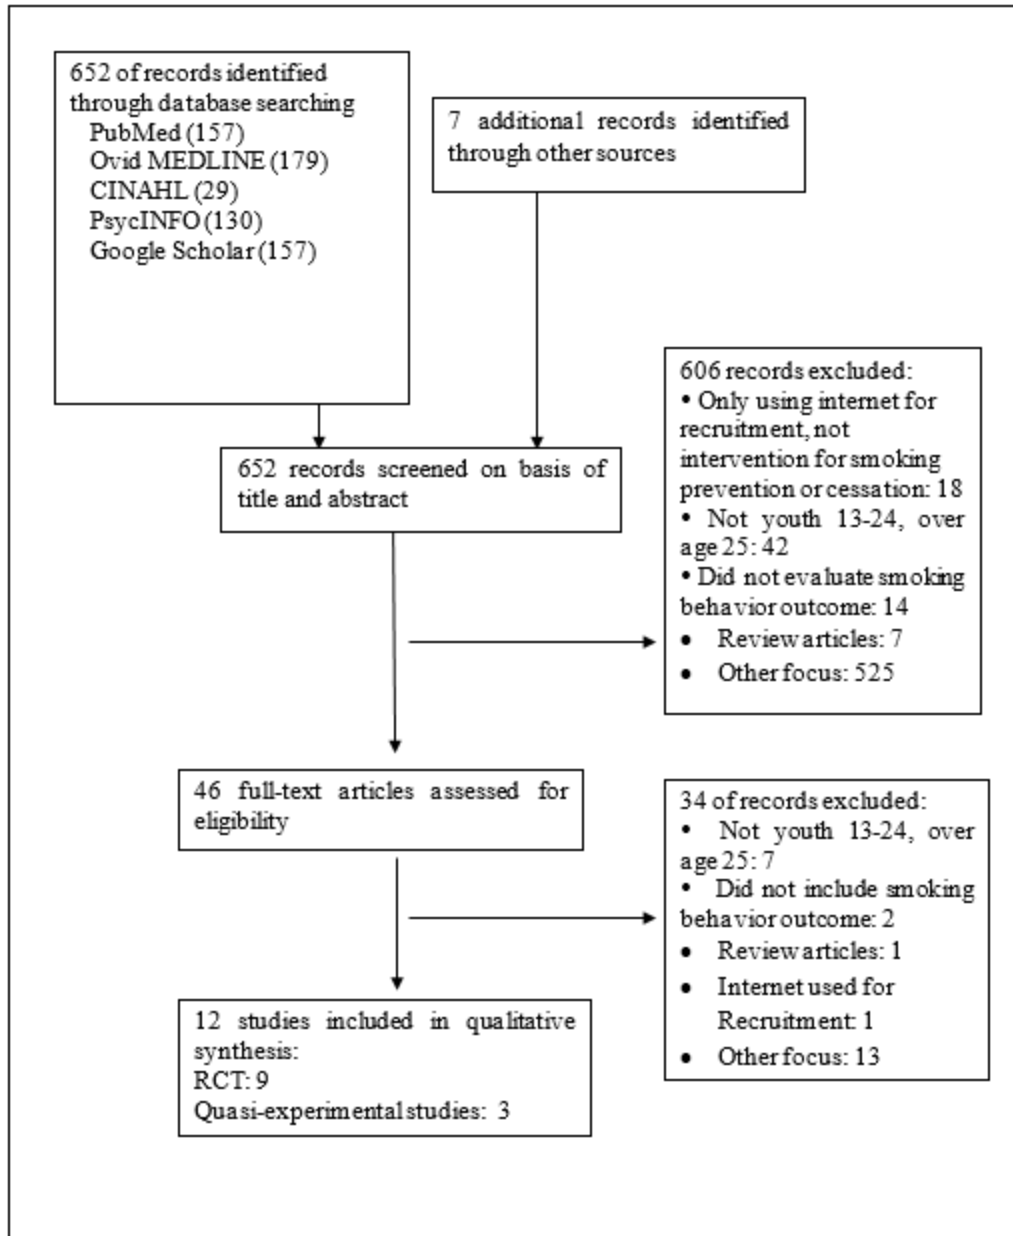 652 of records identified
through database searching
PubMed (157)
Ovid MEDLINE (179)
CINAHL (29)
PsycINFO (130)
Google Scholar (157)
7 additional records identified
through other sources
652 records screened on basis of
title and abstract
606 records excluded:
• Only using internet for
recruitment, not
intervention for smoking
prevention or cessation: 18
• Not youth 13-24, over
age 25: 42
• Did not evaluate smoking
behavior outcome: 14
• Review articles: 7
• Other focus: 525
46 full-text articles assessed for
eligibility
34 of records excluded:
• Not youth 13-24, over
age 25: 7
• Did not include smoking
behavior outcome: 2
• Review articles: 1
• Internet used for
Recruitment: 1
• Other focus: 13
12 studies included in qualitative
synthesis:
RCT: 9
Quasi-experimental studies: 3